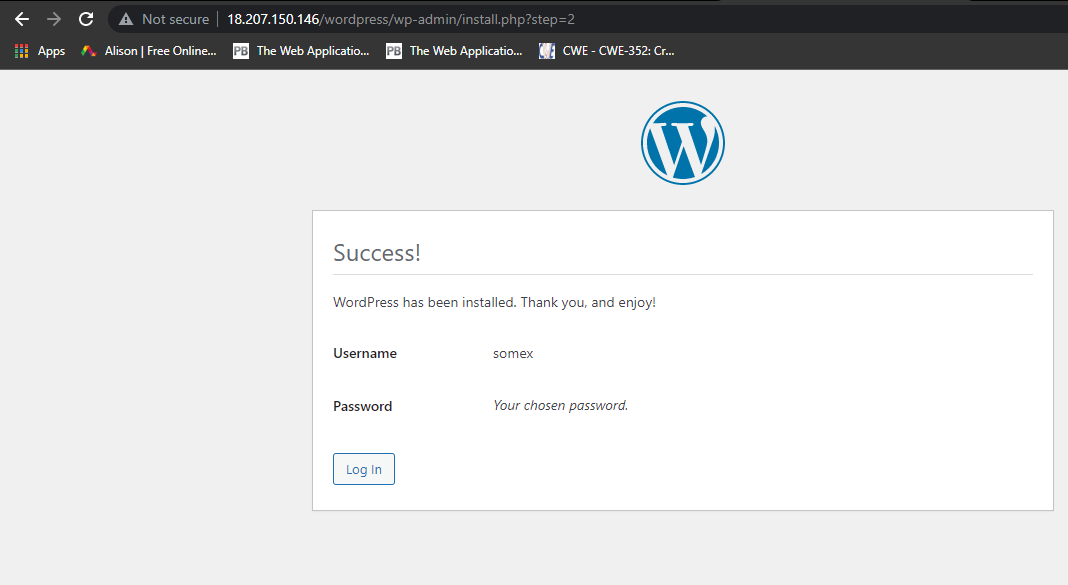 Not secure | 18.207.150.146/wordpress/wp-admin/install.php?step=2
Apps Alison | Free Online... PB The Web Applicatio... PB The Web Applicatio... CWE - CWE-352: Cr...
W
Success!
WordPress has been installed. Thank you, and enjoy!
Username somex
Password Your chosen password.
Log In